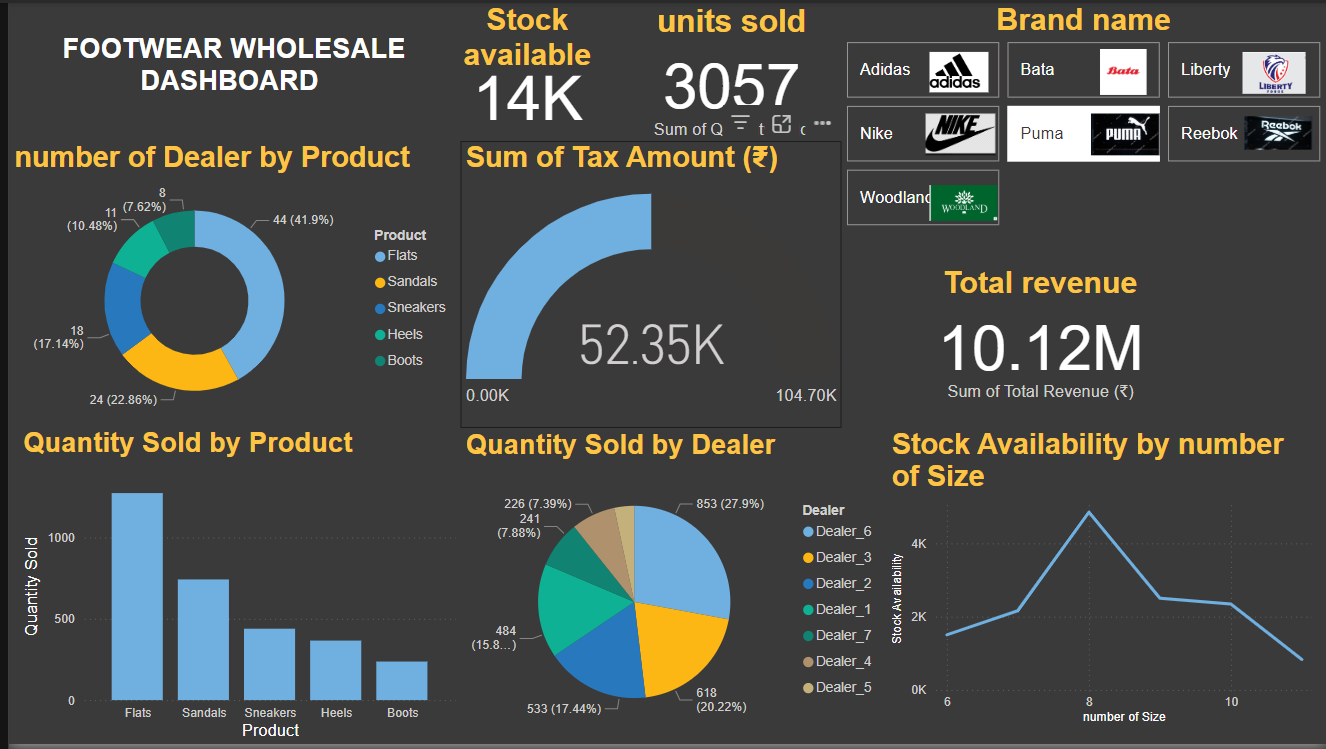 FOOTWEAR WHOLESALE
DASHBOARD
Stock
available
14K
units sold
3057
Sum of Q
t
Brand name
Adidas
adidas
Bata
Bata
Liberty
LIBERTY
Nike
NIKE
Puma
PUMA
Reebok
Reebok
Woodland
WOODLAND
number of Dealer by Product
8
(7.62%)
11
(10.48%)
44 (41.9%)
18
(17.14%)
24 (22.86%)
Product
Flats
Sandals
Sneakers
Heels
Boots
Sum of Tax Amount (₹)
52.35K
0.00K
104.70K
Total revenue
10.12M
Sum of Total Revenue (₹)
Quantity Sold by Product
Quantity Sold
1000
500
0
Flats
Sandals
Sneakers
Heels
Boots
Product
Quantity Sold by Dealer
226 (7.39%)
241
(7.88%)
853 (27.9%)
484
(15.8...)
618
(20.22%)
533 (17.44%)
Dealer
Dealer_6
Dealer_3
Dealer_2
Dealer_1
Dealer_7
Dealer_4
Dealer_5
Stock Availability by number
of Size
Stock Availability
4K
2K
0K
6
8
10
number of Size